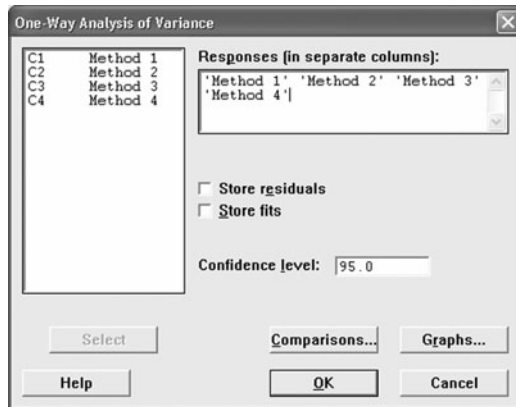 One-Way Analysis of Variance
C1 Method 1
C2 Method 2
C3 Method 3
C4 Method 4
Responses (in separate columns):
'Method 1' 'Method 2' 'Method 3'
'Method 4'
Store residuals
Store fits
Confidence level: 95.0
Select
Comparisons...
Graphs...
Help
OK
Cancel